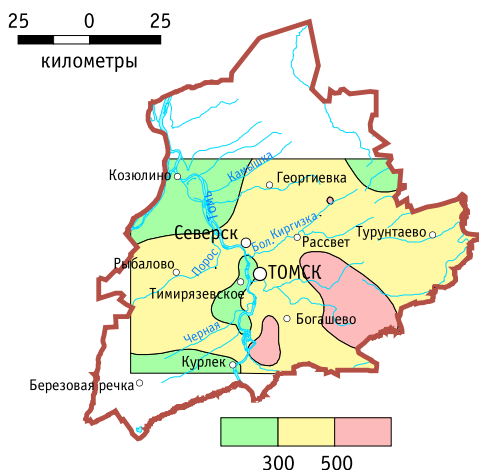 25 0 25
километры
Козюлино
Камышка
Георгиевка
Томь
Северск
Бол. Киргизка
Рассвет
Турунтаево
Рыбалово
Порос
ТОМСК
Тимирязевское
Черная
Богашево
Курлек
Березовая речка
300 500